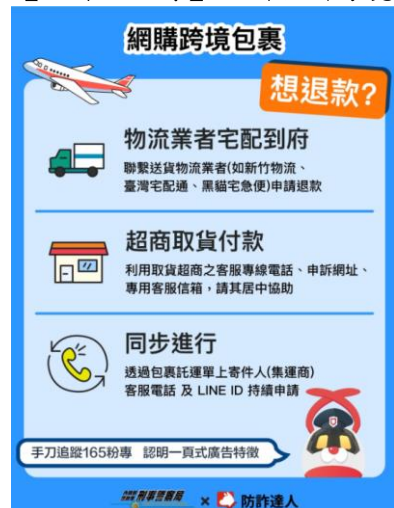 網購跨境包裹
想退款?
物流業者宅配到府
聯繫送貨物流業者(如新竹物流、
臺灣宅配通、黑貓宅急便)申請退款
超商取貨付款
利用取貨超商之客服專線電話、申訴網址、
專用客服信箱,請其居中協助
同步進行
透過包裹託運單上寄件人(集運商)
客服電話 及 LINE ID 持續申請
手刀追蹤165粉專 認明一頁式廣告特徵
刑事警察局 × 防詐達人